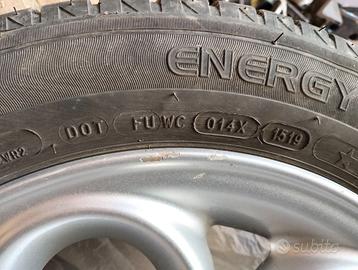 ENERGY
DOT FUWC 014X 1519
subito